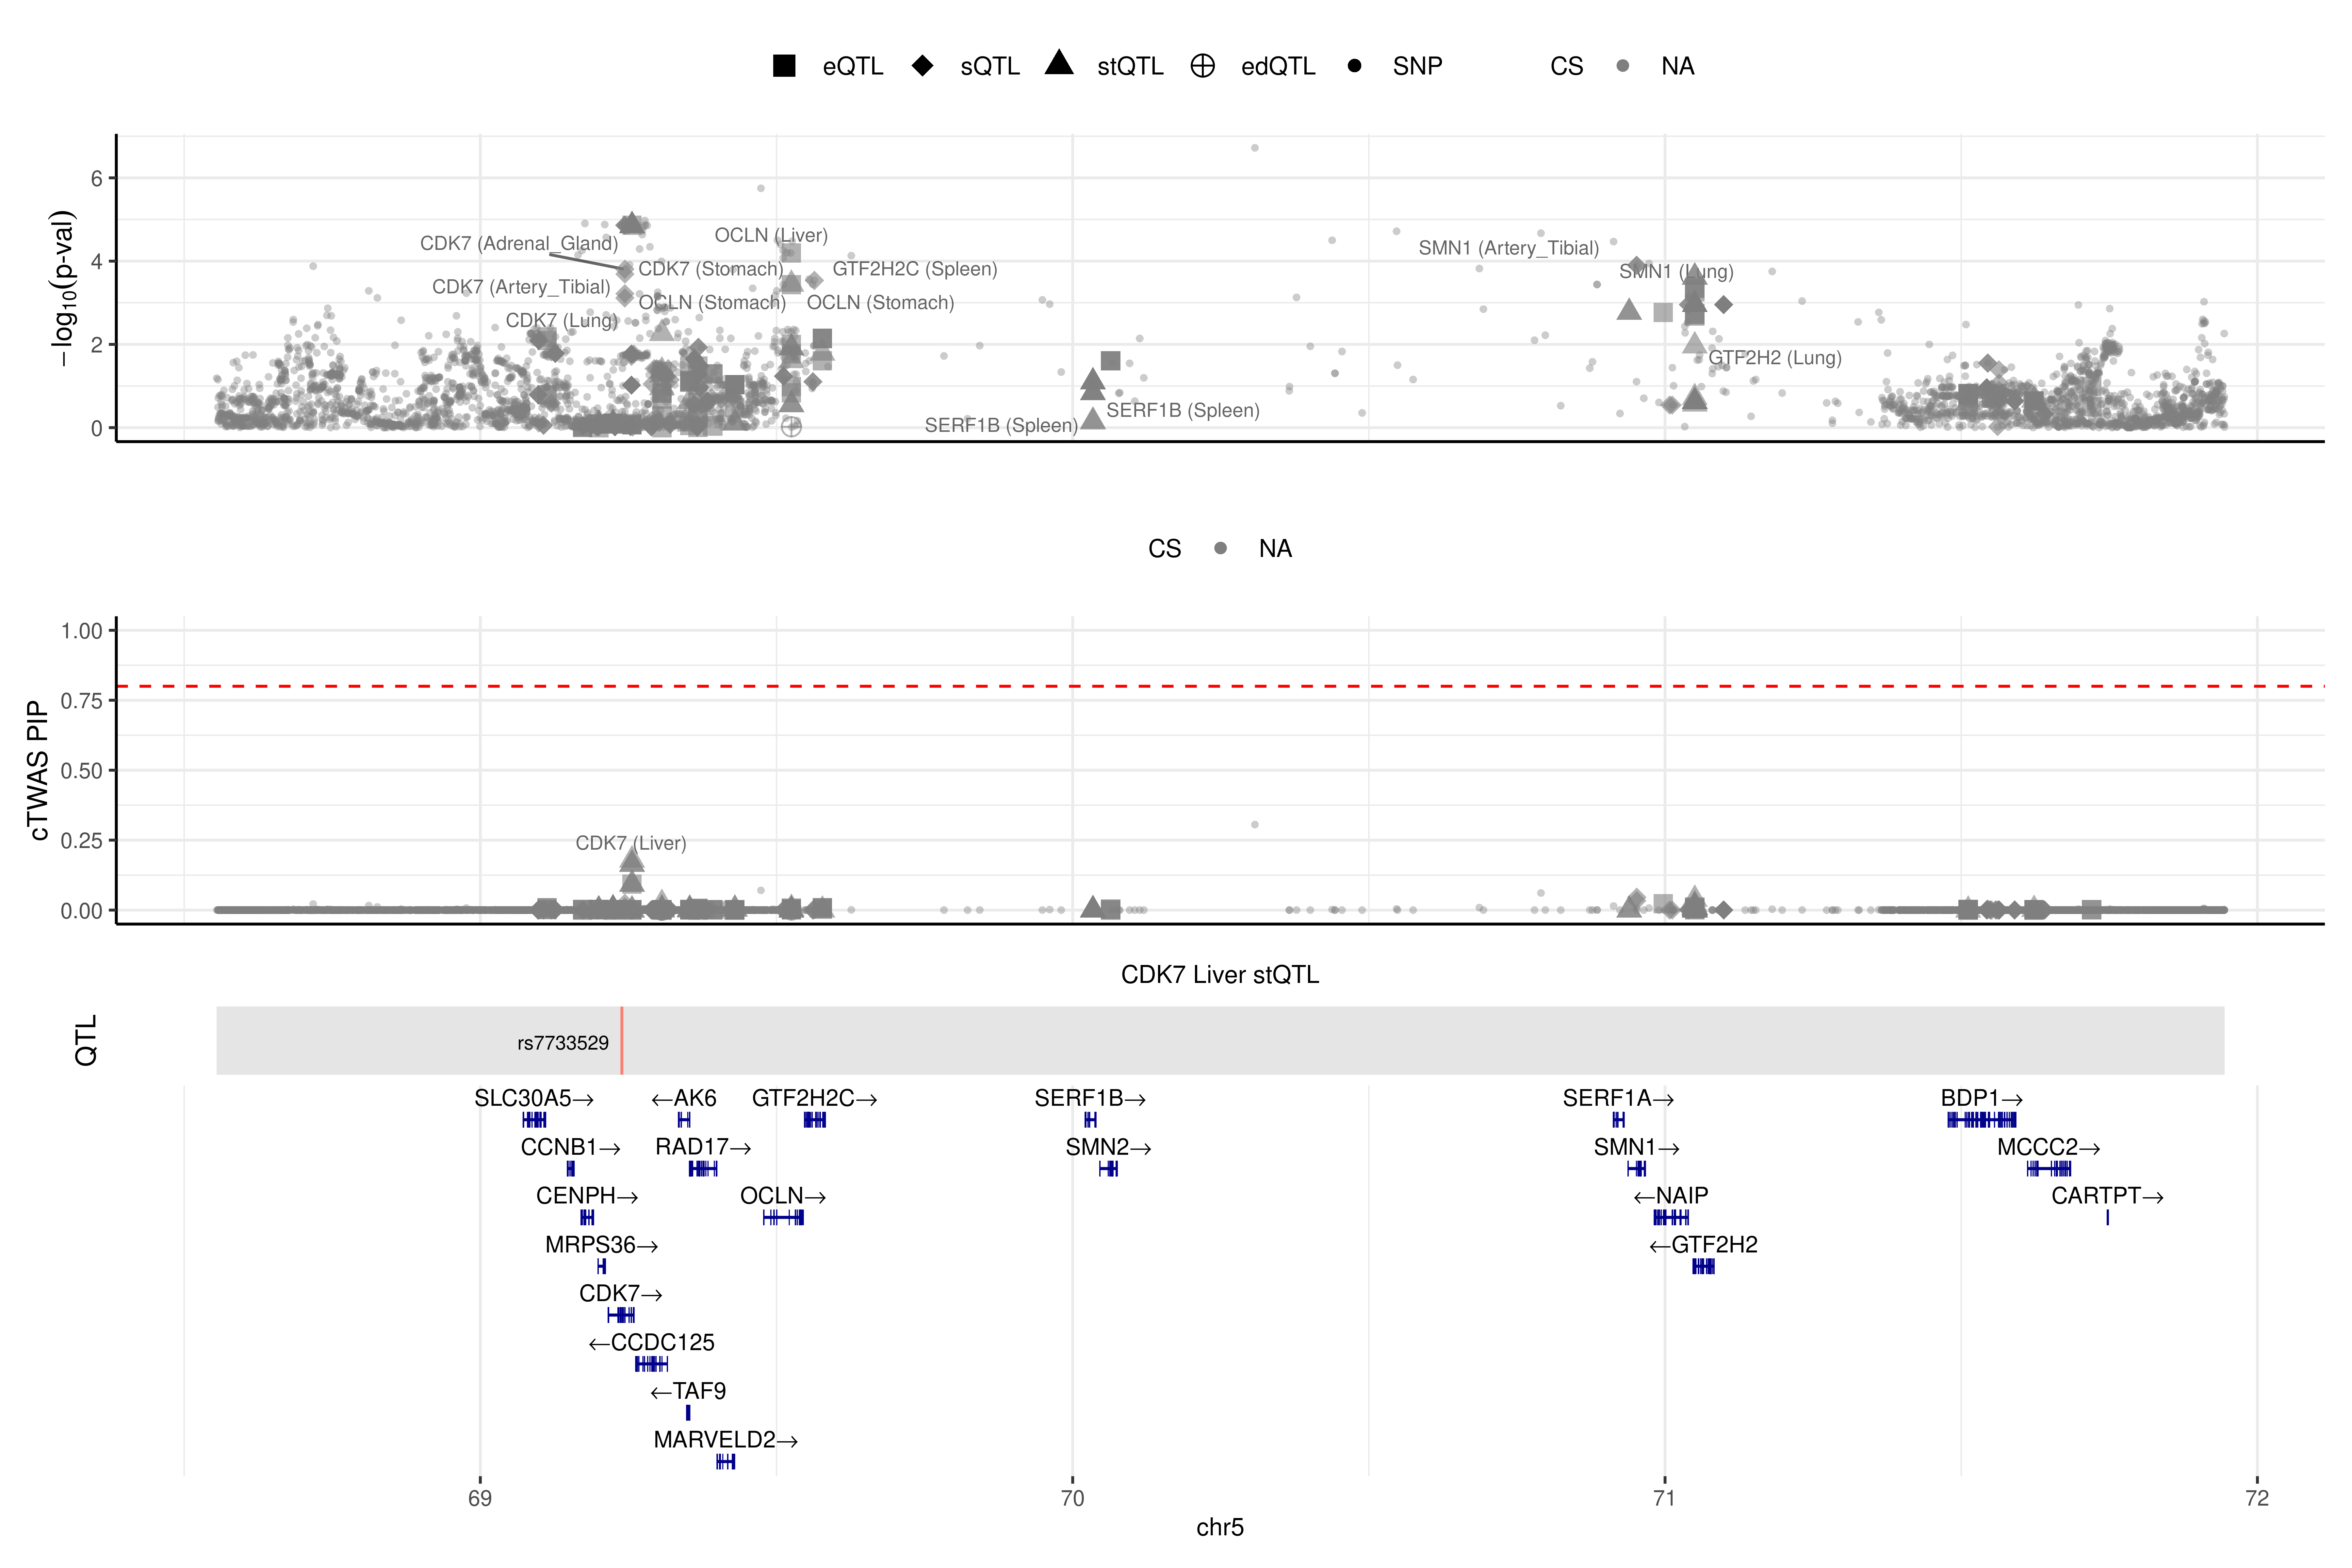 eQTL sQTL stQTL edQTL SNP CS NA
−log10(p-val)
6
4
2
0
CDK7 (Adrenal_Gland)
OCLN (Liver)
CDK7 (Stomach)
GTF2H2C (Spleen)
CDK7 (Artery_Tibial)
OCLN (Stomach)
OCLN (Stomach)
CDK7 (Lung)
SMN1 (Artery_Tibial)
SMN1 (Lung)
GTF2H2 (Lung)
SERF1B (Spleen)
SERF1B (Spleen)
CS NA
cTWAS PIP
1.00
0.75
0.50
0.25
0.00
CDK7 (Liver)
CDK7 Liver stQTL
QTL
rs7733529
SLC30A5→ ←AK6 GTF2H2C→ SERF1B→ SERF1A→ BDP1→
CCNB1→ RAD17→ SMN2→ SMN1→ MCCC2→
CENPH→ OCLN→ ←NAIP CARTPT→
MRPS36→ ←GTF2H2
CDK7→
←CCDC125
←TAF9
MARVELD2→
69 70 71 72
chr5